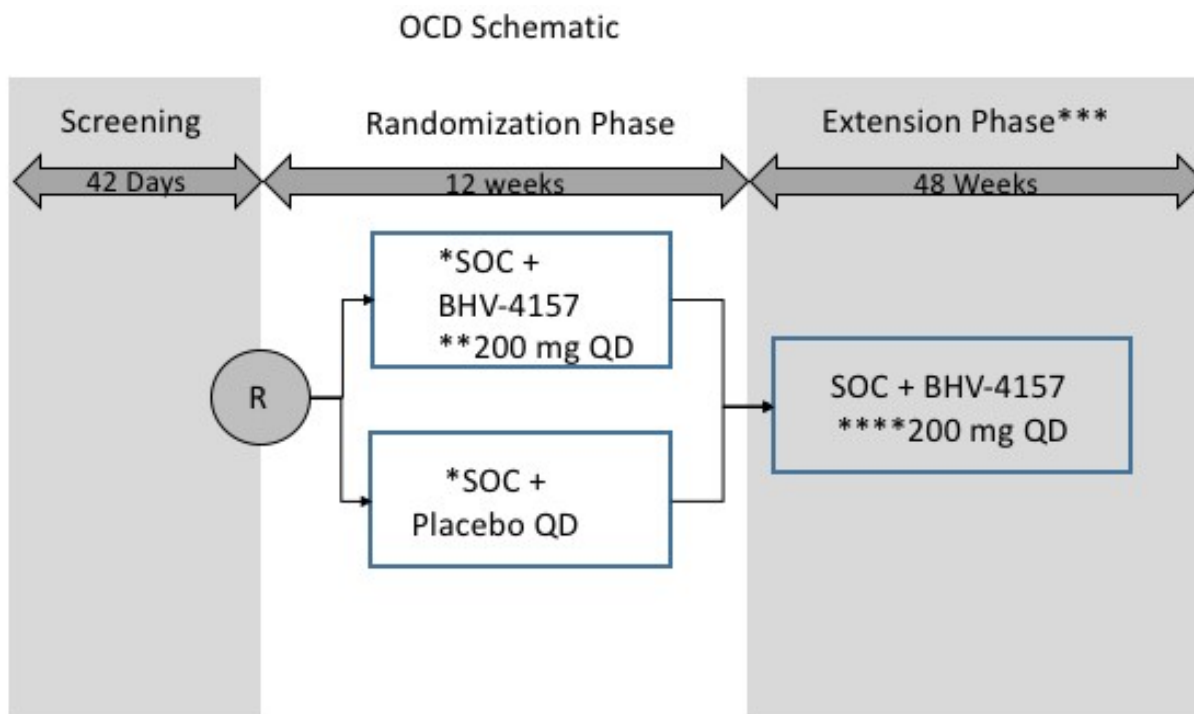 OCD Schematic
Screening
Randomization Phase
Extension Phase***
42 Days
12 weeks
48 Weeks
*SOC +
BHV-4157
**200 mg QD
R
*SOC +
Placebo QD
SOC + BHV-4157
****200 mg QD